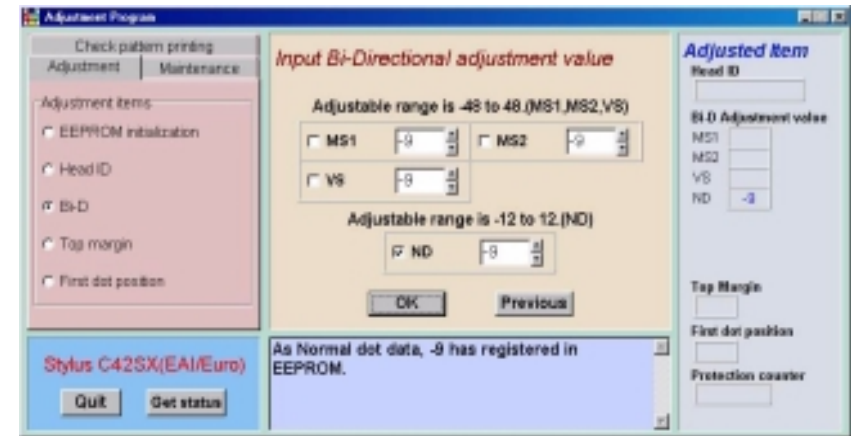 Adjustment Program
Check pattern printing
Adjustment
Maintenance
Adjustment items
EEPROM initialization
Head ID
Bi-D
Top margin
First dot position
Stylus C42SX(EAI/Euro)
Quit
Get status
Input Bi-Directional adjustment value
Adjustable range is -48 to 48.(MS1,MS2,VS)
MS1 -9
MS2 -9
VS -9
Adjustable range is -12 to 12.(ND)
ND -9
OK
Previous
As Normal dot data, -9 has registered in
EEPROM.
Adjusted Item
Head ID
Bi-D Adjustment value
MS1
MS2
VS
ND -9
Top Margin
First dot position
Protection counter